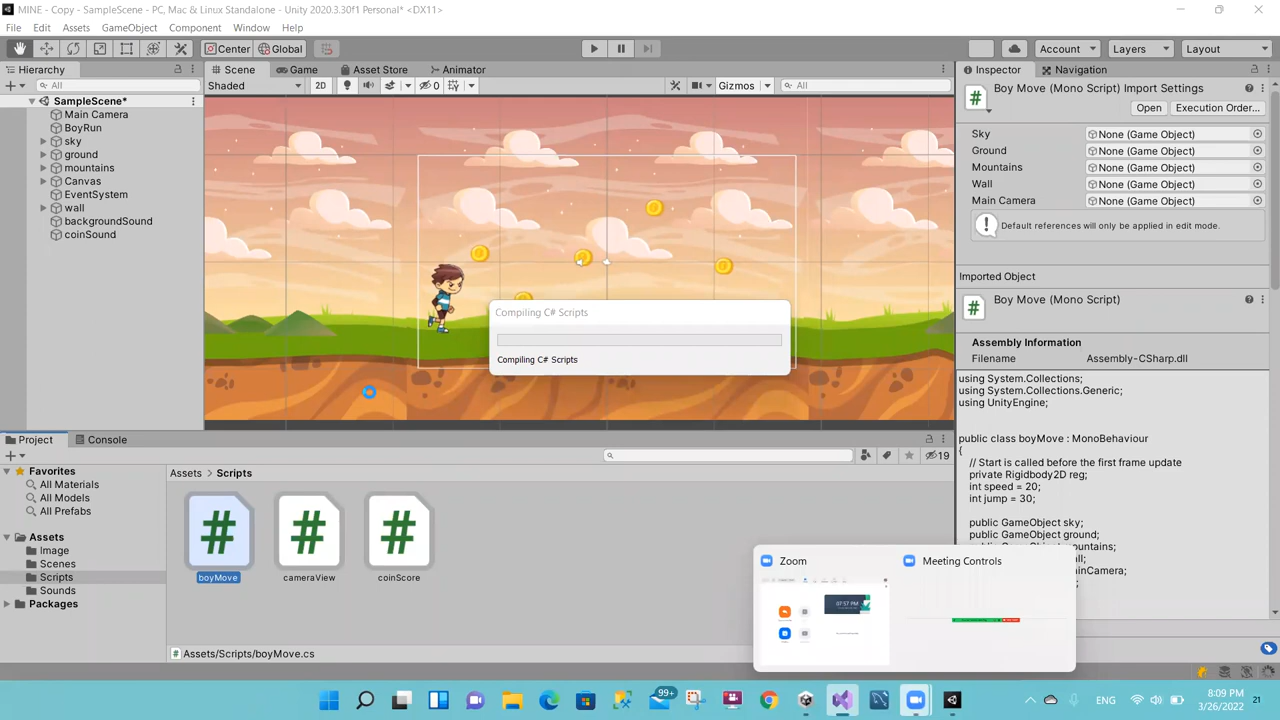 MINE - Copy - SampleScene - PC, Mac & Linux Standalone - Unity 2020.3.30f1 Personal* <DX11>
File Edit Assets GameObject Component Window Help
Center Global Account Layers Layout
Hierarchy
All
SampleScene*
Main Camera
BoyRun
sky
ground
mountains
Canvas
EventSystem
wall
backgroundSound
coinSound
Scene Game Asset Store Animator
Shaded 2D 0 Gizmos All
Compiling C# Scripts
Compiling C# Scripts
Inspector Navigation
Boy Move (Mono Script) Import Settings
Open Execution Order...
Sky None (Game Object)
Ground None (Game Object)
Mountains None (Game Object)
Wall None (Game Object)
Main Camera None (Game Object)
Default references will only be applied in edit mode.
Imported Object
Boy Move (Mono Script)
Assembly Information
Filename Assembly-CSharp.dll
using System.Collections;
using System.Collections.Generic;
using UnityEngine;
public class boyMove : MonoBehaviour
{
// Start is called before the first frame update
private Rigidbody2D reg;
int speed = 20;
int jump = 30;
public GameObject sky;
public GameObject ground;
Project Console
19
Favorites
All Materials
All Models
All Prefabs
Assets
Image
Scenes
Scripts
Sounds
Packages
Assets > Scripts
boyMove cameraView coinScore
Assets/Scripts/boyMove.cs
Zoom Meeting Controls
07:57 PM
99+
ENG
8:09 PM
3/26/2022
21